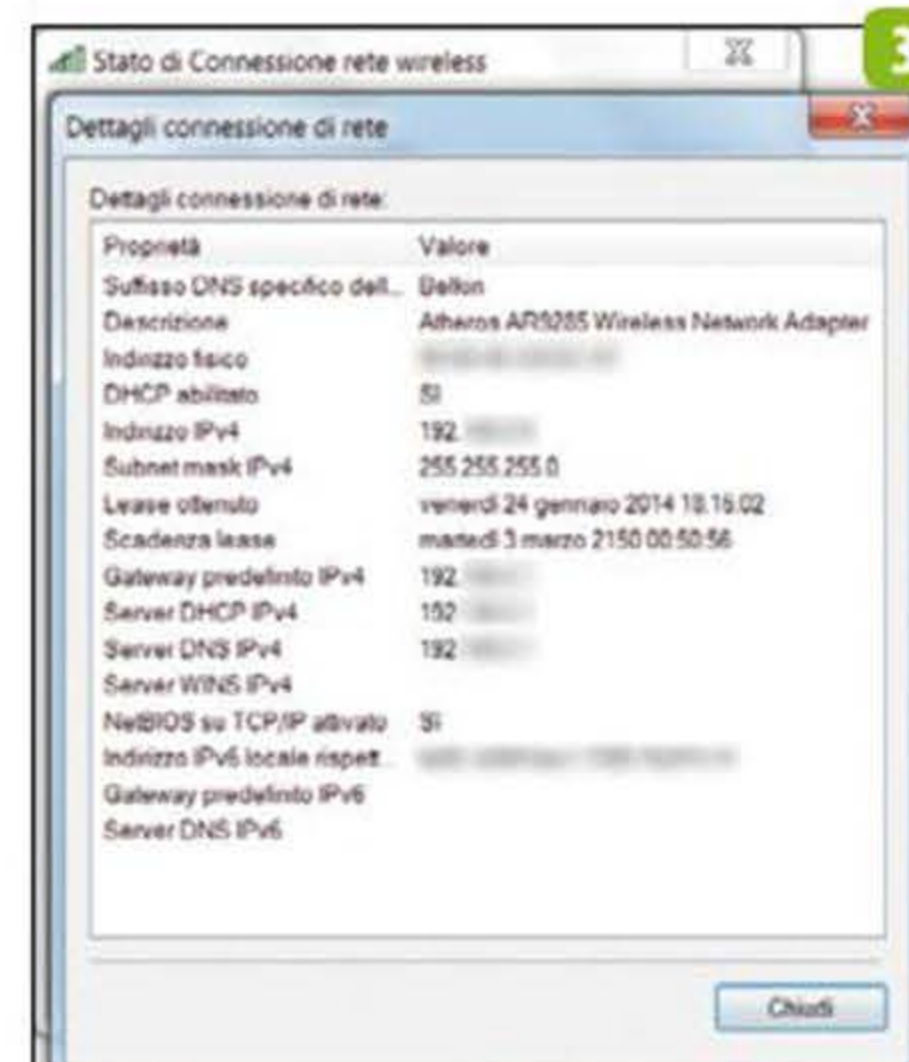 3
Stato di Connessione rete wireless
Dettagli connessione di rete
Dettagli connessione di rete:
Proprietà Valore
Suffisso DNS specifico dell... Belkin
Descrizione Atheros AR9285 Wireless Network Adapter
Indirizzo fisico
DHCP abilitato Sì
Indirizzo IPv4 192.
Subnet mask IPv4 255.255.255.0
Lease ottenuto venerdì 24 gennaio 2014 18.16.02
Scadenza lease martedì 3 marzo 2150 00:50:56
Gateway predefinito IPv4 192.
Server DHCP IPv4 192
Server DNS IPv4 192
Server WINS IPv4
NetBIOS su TCP/IP attivato Sì
Indirizzo IPv6 locale rispett...
Gateway predefinito IPv6
Server DNS IPv6
Chiudi